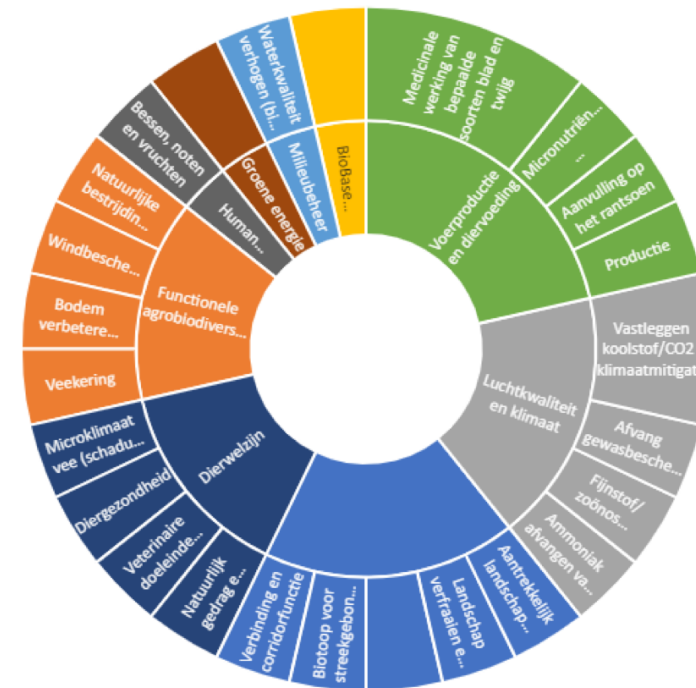 Medicinale
werking van
bepaalde
soorten blad en
twijg
Micronutriën...
...
Aanvulling op
het rantsoen
Productie
Voerproductie
en diervoeding
Vastleggen
koolstof/CO2
klimaatmitigat
Afvang
gewasbesche...
Fijnstof/
zoönos...
Ammoniak
afvangen va...
Luchtkwaliteit
en klimaat
Aantrekkelijk
landschap...
Landschap
verfraaien e...
Biotoop voor
streekgebon...
Verbinding en
corridorfunctie
Natuurlijk
gedrag e...
Veterinaire
doeleinde...
Diergezondheid
Microklimaat
vee (schadu...
Dierwelzijn
Veekering
Bodem
verbetere...
Windbesche...
Natuurlijke
bestrijdin...
Functionele
agrobiodivers...
Bessen, noten
en vruchten
Human...
Groene energie
Waterkwaliteit
verhogen (bi...
Milieubeheer
BioBase...